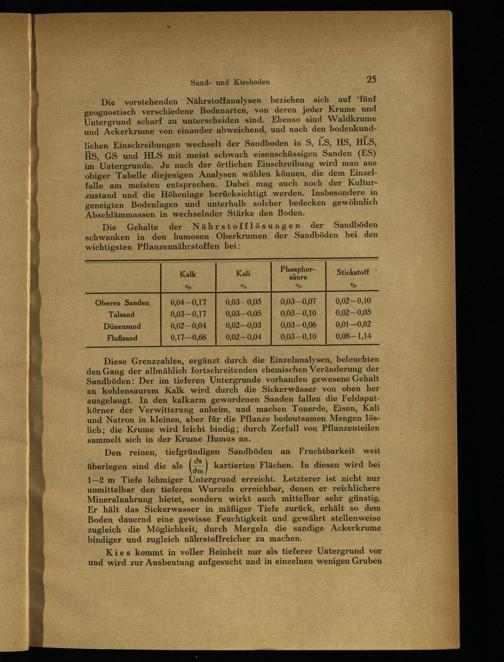 Sand- und Kiesboden 25
Die vorstehenden Nährstoffanalysen beziehen sich auf fünf
geognostisch verschiedene Bodenarten, von deren jeder Krume und
Untergrund scharf zu unterscheiden sind. Ebenso sind Waldkrume
und Ackerkrume von einander abweichend, und nach den bodenkund-
lichen Einschreibungen wechselt der Sandboden in S, L̆S, HS, HL̆S,
H̆S, GS und HLS mit meist schwach eisenschüssigen Sanden (ES)
im Untergrunde. Je nach der örtlichen Einschreibung wird man aus
obiger Tabelle diejenigen Analysen wählen können, die dem Einzel-
falle am meisten entsprechen. Dabei mag auch noch der Kultur-
zustand und die Höhenlage berücksichtigt werden. Insbesondere in
geneigten Bodenlagen und unterhalb solcher bedecken gewöhnlich
Abschlämmassen in wechselnder Stärke den Boden.
Die Gehalte der Nährstofflösungen der Sandböden
schwanken in den humosen Oberkrumen der Sandböden bei den
wichtigsten Pflanzennährstoffen bei:
Kalk Kali Phosphor- Stickstoff
säure
% % % %
Oberen Sanden 0,04–0,17 0,03–0,05 0,03–0,07 0,02–0,10
Talsand 0,03–0,17 0,03–0,05 0,03–0,10 0,02–0,05
Dünensand 0,02–0,04 0,02–0,03 0,03–0,06 0,01–0,02
Flußsand 0,17–0,68 0,02–0,04 0,03–0,10 0,08–1,14
Diese Grenzzahlen, ergänzt durch die Einzelanalysen, beleuchten
den Gang der allmählich fortschreitenden chemischen Veränderung der
Sandböden: Der im tieferen Untergrunde vorhanden gewesene Gehalt
an kohlensaurem Kalk wird durch die Sickerwässer von oben her
ausgelaugt. In den kalkarm gewordenen Sanden fallen die Feldspat-
körner der Verwitterung anheim, und machen Tonerde, Eisen, Kali
und Natron in kleinen, aber für die Pflanze bedeutsamen Mengen lös-
lich; die Krume wird leicht bindig; durch Zerfall von Pflanzenteilen
sammelt sich in der Krume Humus an.
Den reinen, tiefgründigen Sandböden an Fruchtbarkeit weit
überlegen sind die als (∂s/∂m) kartierten Flächen. In diesen wird bei
1–2 m Tiefe lehmiger Untergrund erreicht. Letzterer ist nicht nur
unmittelbar den tieferen Wurzeln erreichbar, denen er reichlichere
Mineralnahrung bietet, sondern wirkt auch mittelbar sehr günstig.
Er hält das Sickerwasser in mäßiger Tiefe zurück, erhält so dem
Boden dauernd eine gewisse Feuchtigkeit und gewährt stellenweise
zugleich die Möglichkeit, durch Mergeln die sandige Ackerkrume
bindiger und zugleich nährstoffreicher zu machen.
Kies kommt in voller Reinheit nur als tieferer Untergrund vor
und wird zur Ausbeutung aufgesucht und in einzelnen wenigen Gruben